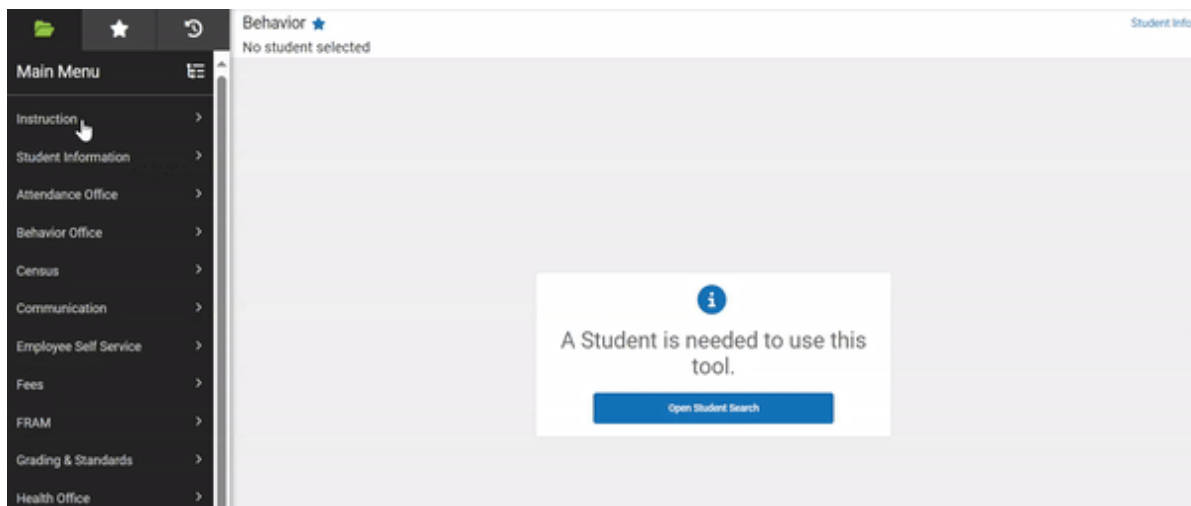 Behavior
Student Info
No student selected
Main Menu
Instruction
Student Information
Attendance Office
Behavior Office
Census
Communication
Employee Self Service
Fees
FRAM
Grading & Standards
Health Office
A Student is needed to use this
tool.
Open Student Search